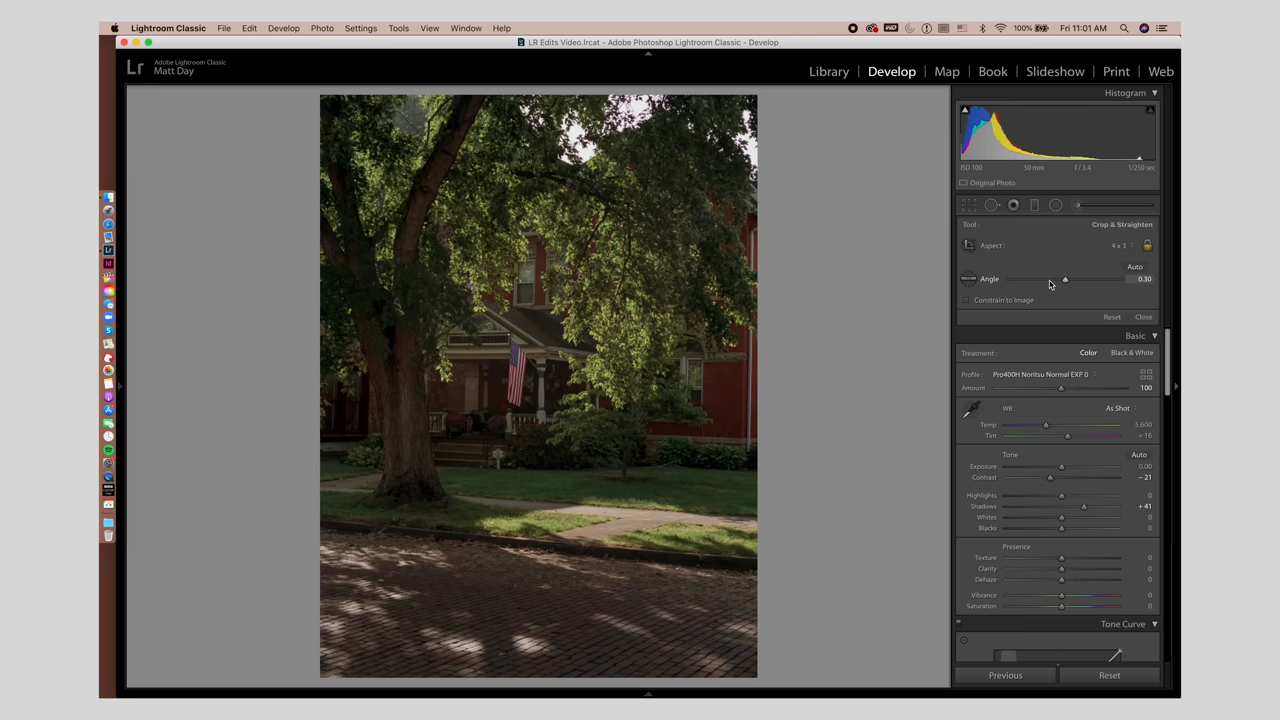 Lightroom Classic File Edit Develop Photo Settings Tools View Window Help 100% Fri 11:01 AM
LR Edits Video.lrcat - Adobe Photoshop Lightroom Classic - Develop
Lr Adobe Lightroom Classic
Matt Day
Library | Develop | Map | Book | Slideshow | Print | Web
Histogram
ISO 100 50 mm f / 3.4 1/250 sec
Original Photo
Tool : Crop & Straighten
Aspect : 4 x 3
Auto
Angle 0.30
Constrain to Image
Reset Close
Basic
Treatment : Color Black & White
Profile : Pro400H Noritsu Normal EXP 0
Amount 100
WB : As Shot
Temp 5,600
Tint + 16
Tone Auto
Exposure 0.00
Contrast – 21
Highlights 0
Shadows + 41
Whites 0
Blacks 0
Presence
Texture 0
Clarity 0
Dehaze 0
Vibrance 0
Saturation 0
Tone Curve
Previous Reset